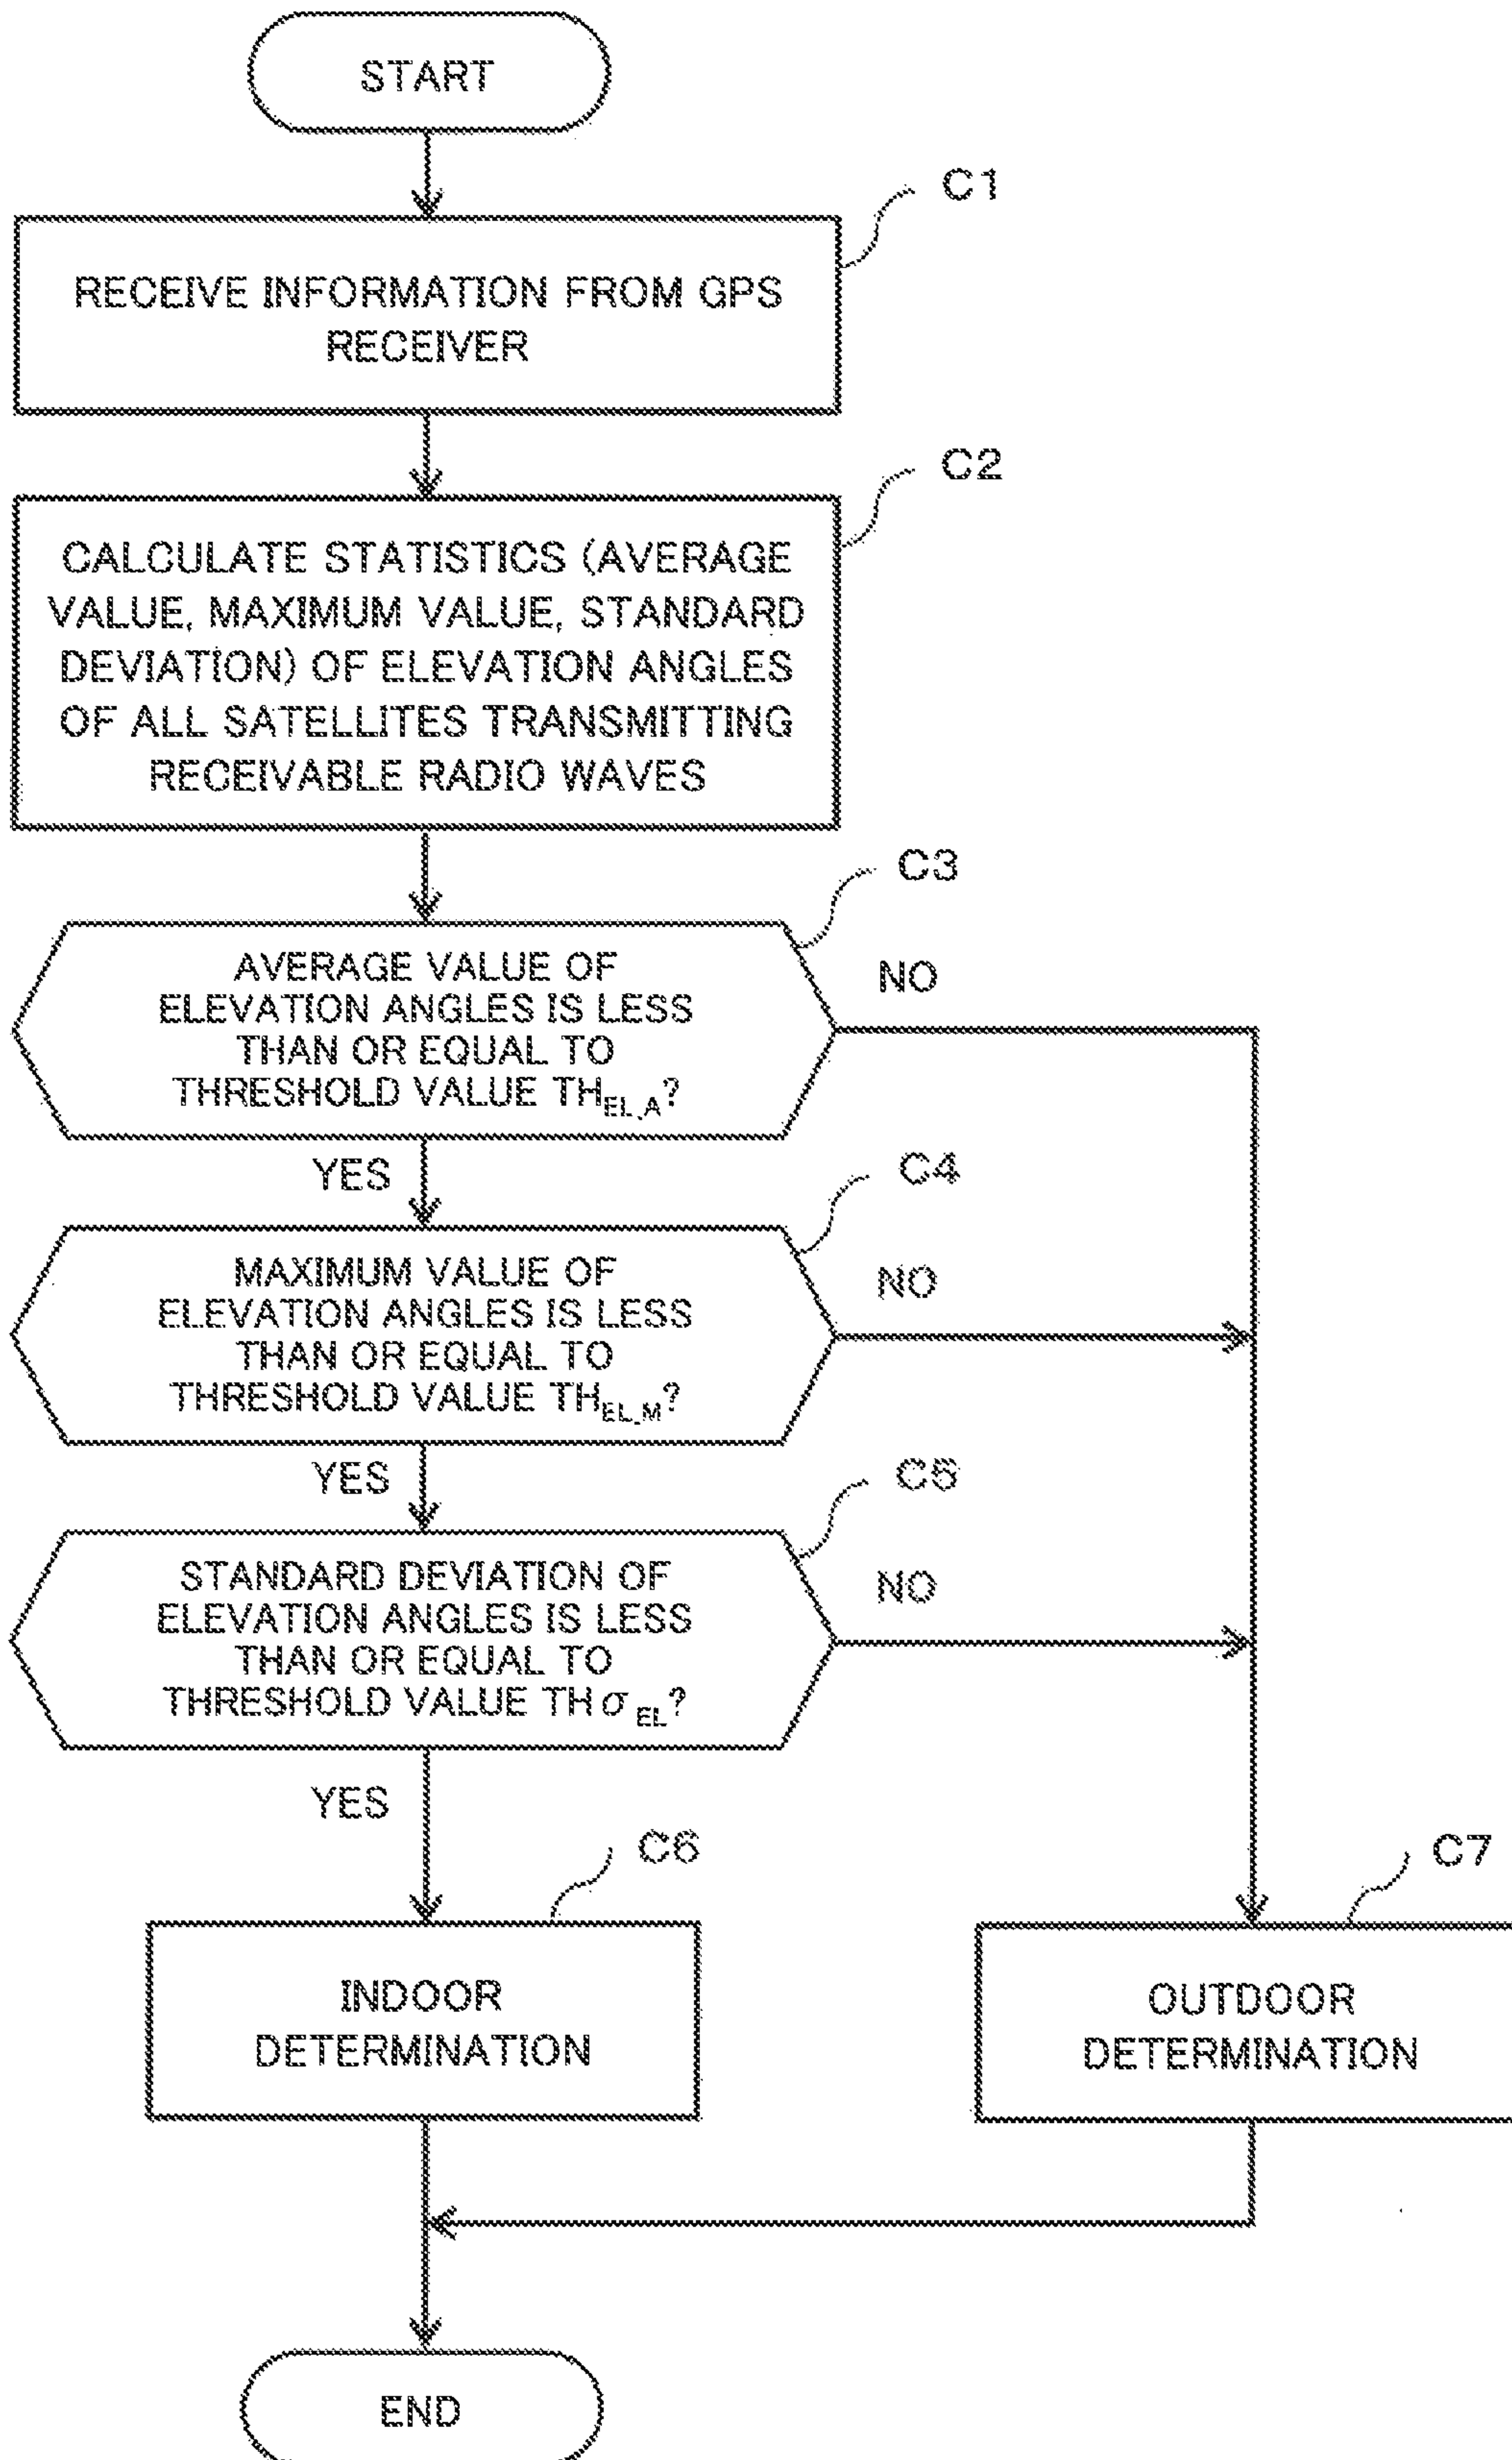 START
C1
RECEIVE INFORMATION FROM GPS
RECEIVER
C2
CALCULATE STATISTICS (AVERAGE
VALUE, MAXIMUM VALUE, STANDARD
DEVIATION) OF ELEVATION ANGLES
OF ALL SATELLITES TRANSMITTING
RECEIVABLE RADIO WAVES
C3
AVERAGE VALUE OF
ELEVATION ANGLES IS LESS
THAN OR EQUAL TO
THRESHOLD VALUE TH_EL_A?
NO
YES
C4
MAXIMUM VALUE OF
ELEVATION ANGLES IS LESS
THAN OR EQUAL TO
THRESHOLD VALUE TH_EL_M?
NO
YES
C5
STANDARD DEVIATION OF
ELEVATION ANGLES IS LESS
THAN OR EQUAL TO
THRESHOLD VALUE THσ_EL?
NO
YES
C6
INDOOR
DETERMINATION
C7
OUTDOOR
DETERMINATION
END